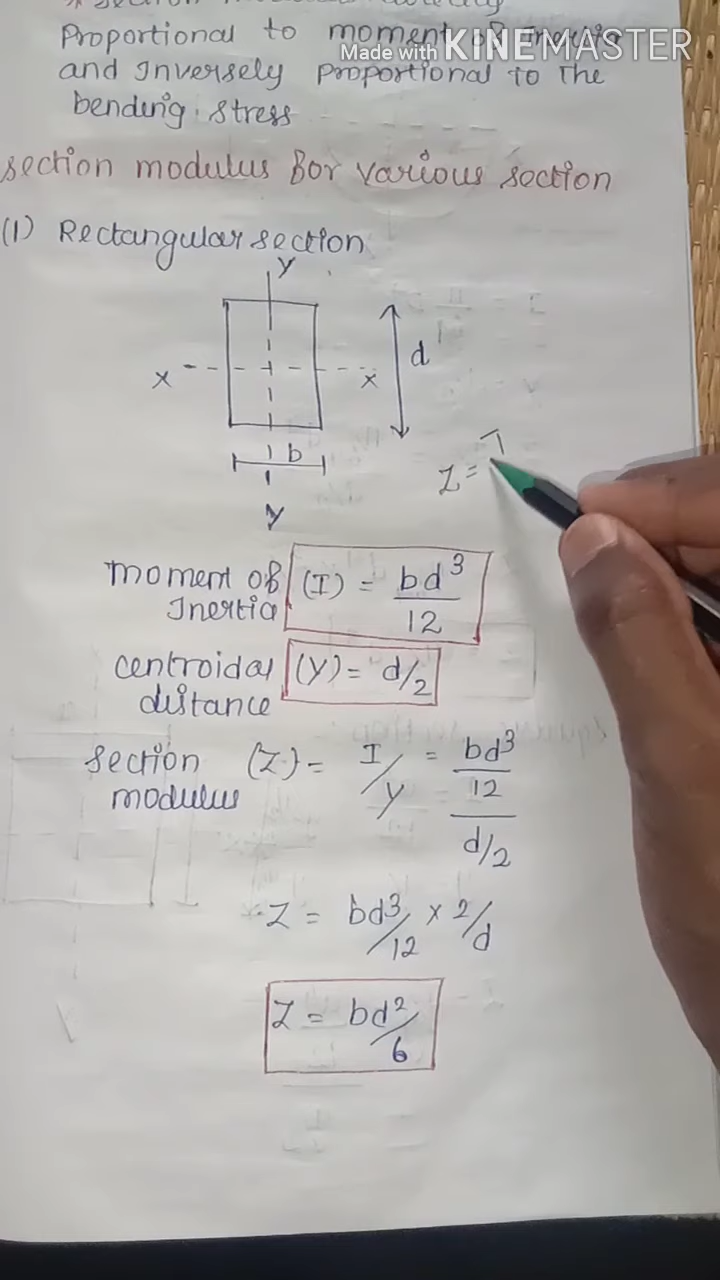 Proportional to moment of Inertia
Made with KINEMASTER
and Inversely proportional to The
bending stress
section modulus for various section
(1) Rectangular section
y
x
x
d
b
y
Z = I
moment of (I) = bd³/12
Inertia
centroidal (Y) = d/2
distance
section (Z) = I/y = bd³/12 / d/2
modulus
Z = bd³/12 × 2/d
Z = bd²/6